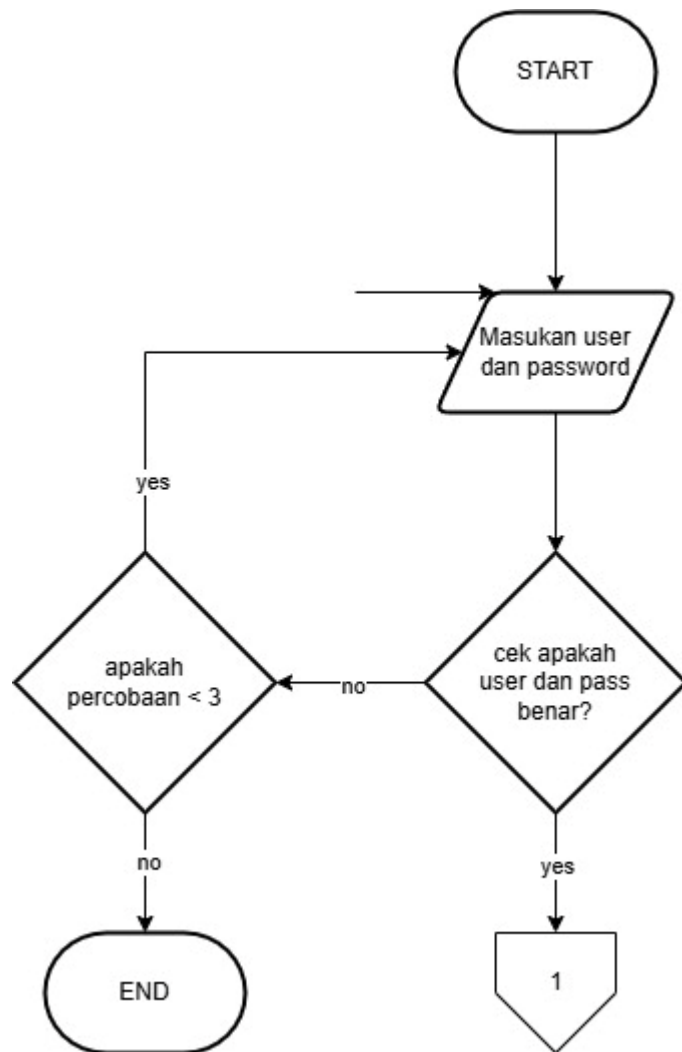 START
Masukan user
dan password
yes
apakah
percobaan < 3
no
cek apakah
user dan pass
benar?
no
yes
END
1